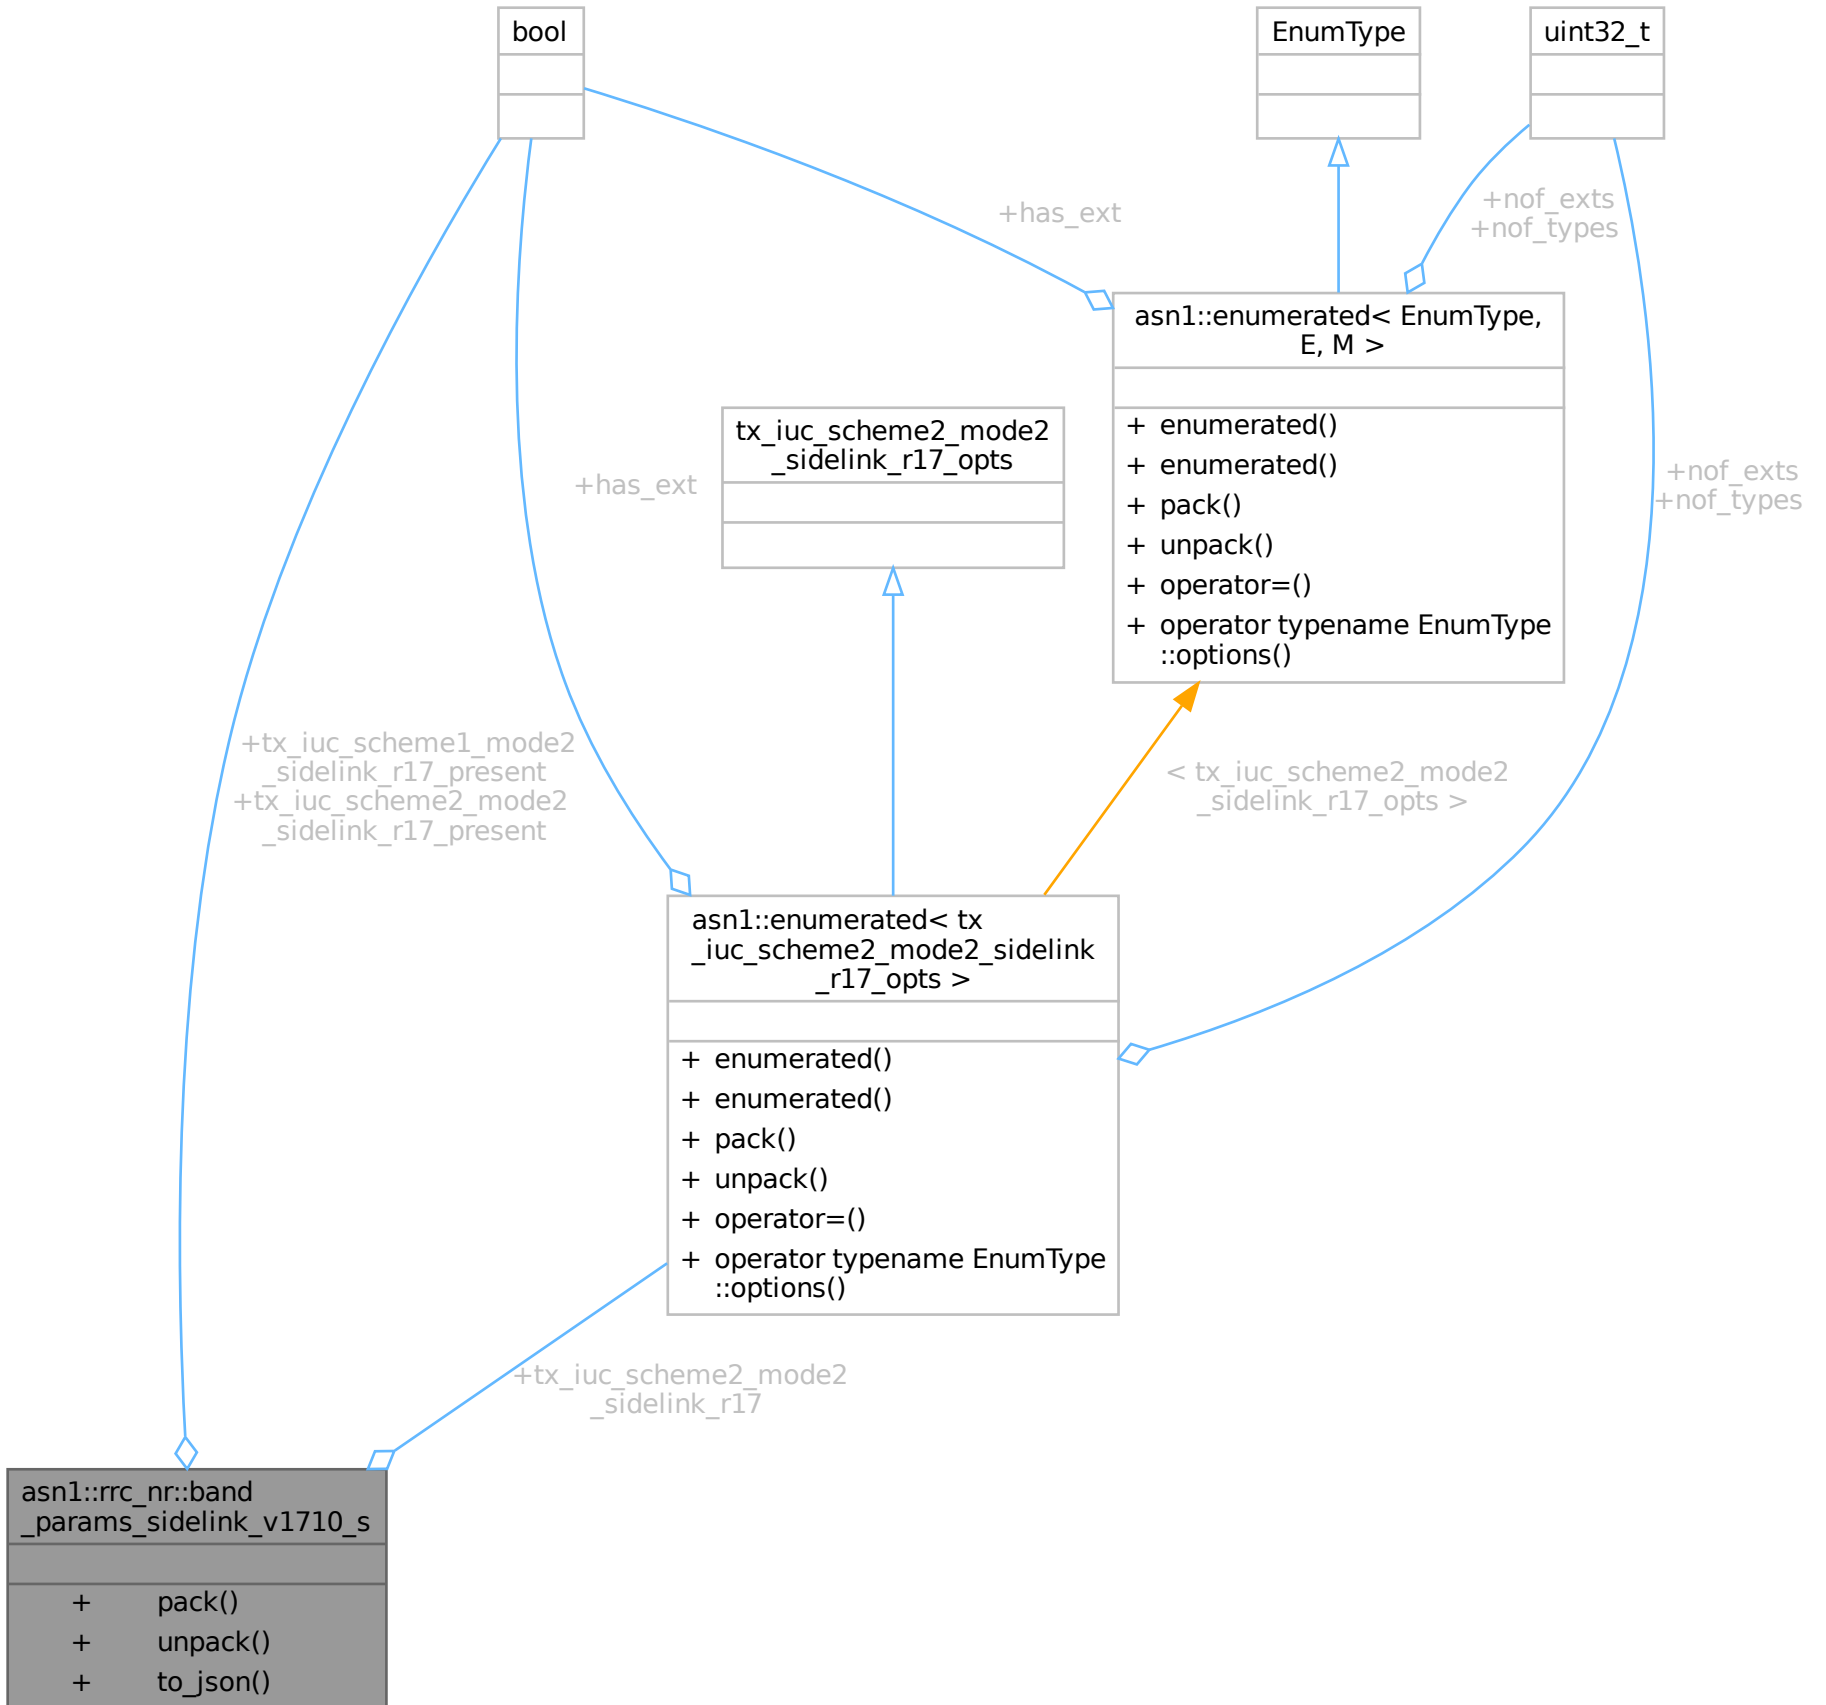 bool
EnumType
uint32_t
+has_ext
+nof_exts
+nof_types
asn1::enumerated< EnumType,
E, M >
+ enumerated()
+ enumerated()
+ pack()
+ unpack()
+ operator=()
+ operator typename EnumType
::options()
tx_iuc_scheme2_mode2
_sidelink_r17_opts
+has_ext
+nof_exts
+nof_types
+tx_iuc_scheme1_mode2
_sidelink_r17_present
+tx_iuc_scheme2_mode2
_sidelink_r17_present
< tx_iuc_scheme2_mode2
_sidelink_r17_opts >
asn1::enumerated< tx
_iuc_scheme2_mode2_sidelink
_r17_opts >
+ enumerated()
+ enumerated()
+ pack()
+ unpack()
+ operator=()
+ operator typename EnumType
::options()
+tx_iuc_scheme2_mode2
_sidelink_r17
asn1::rrc_nr::band
_params_sidelink_v1710_s
+ pack()
+ unpack()
+ to_json()